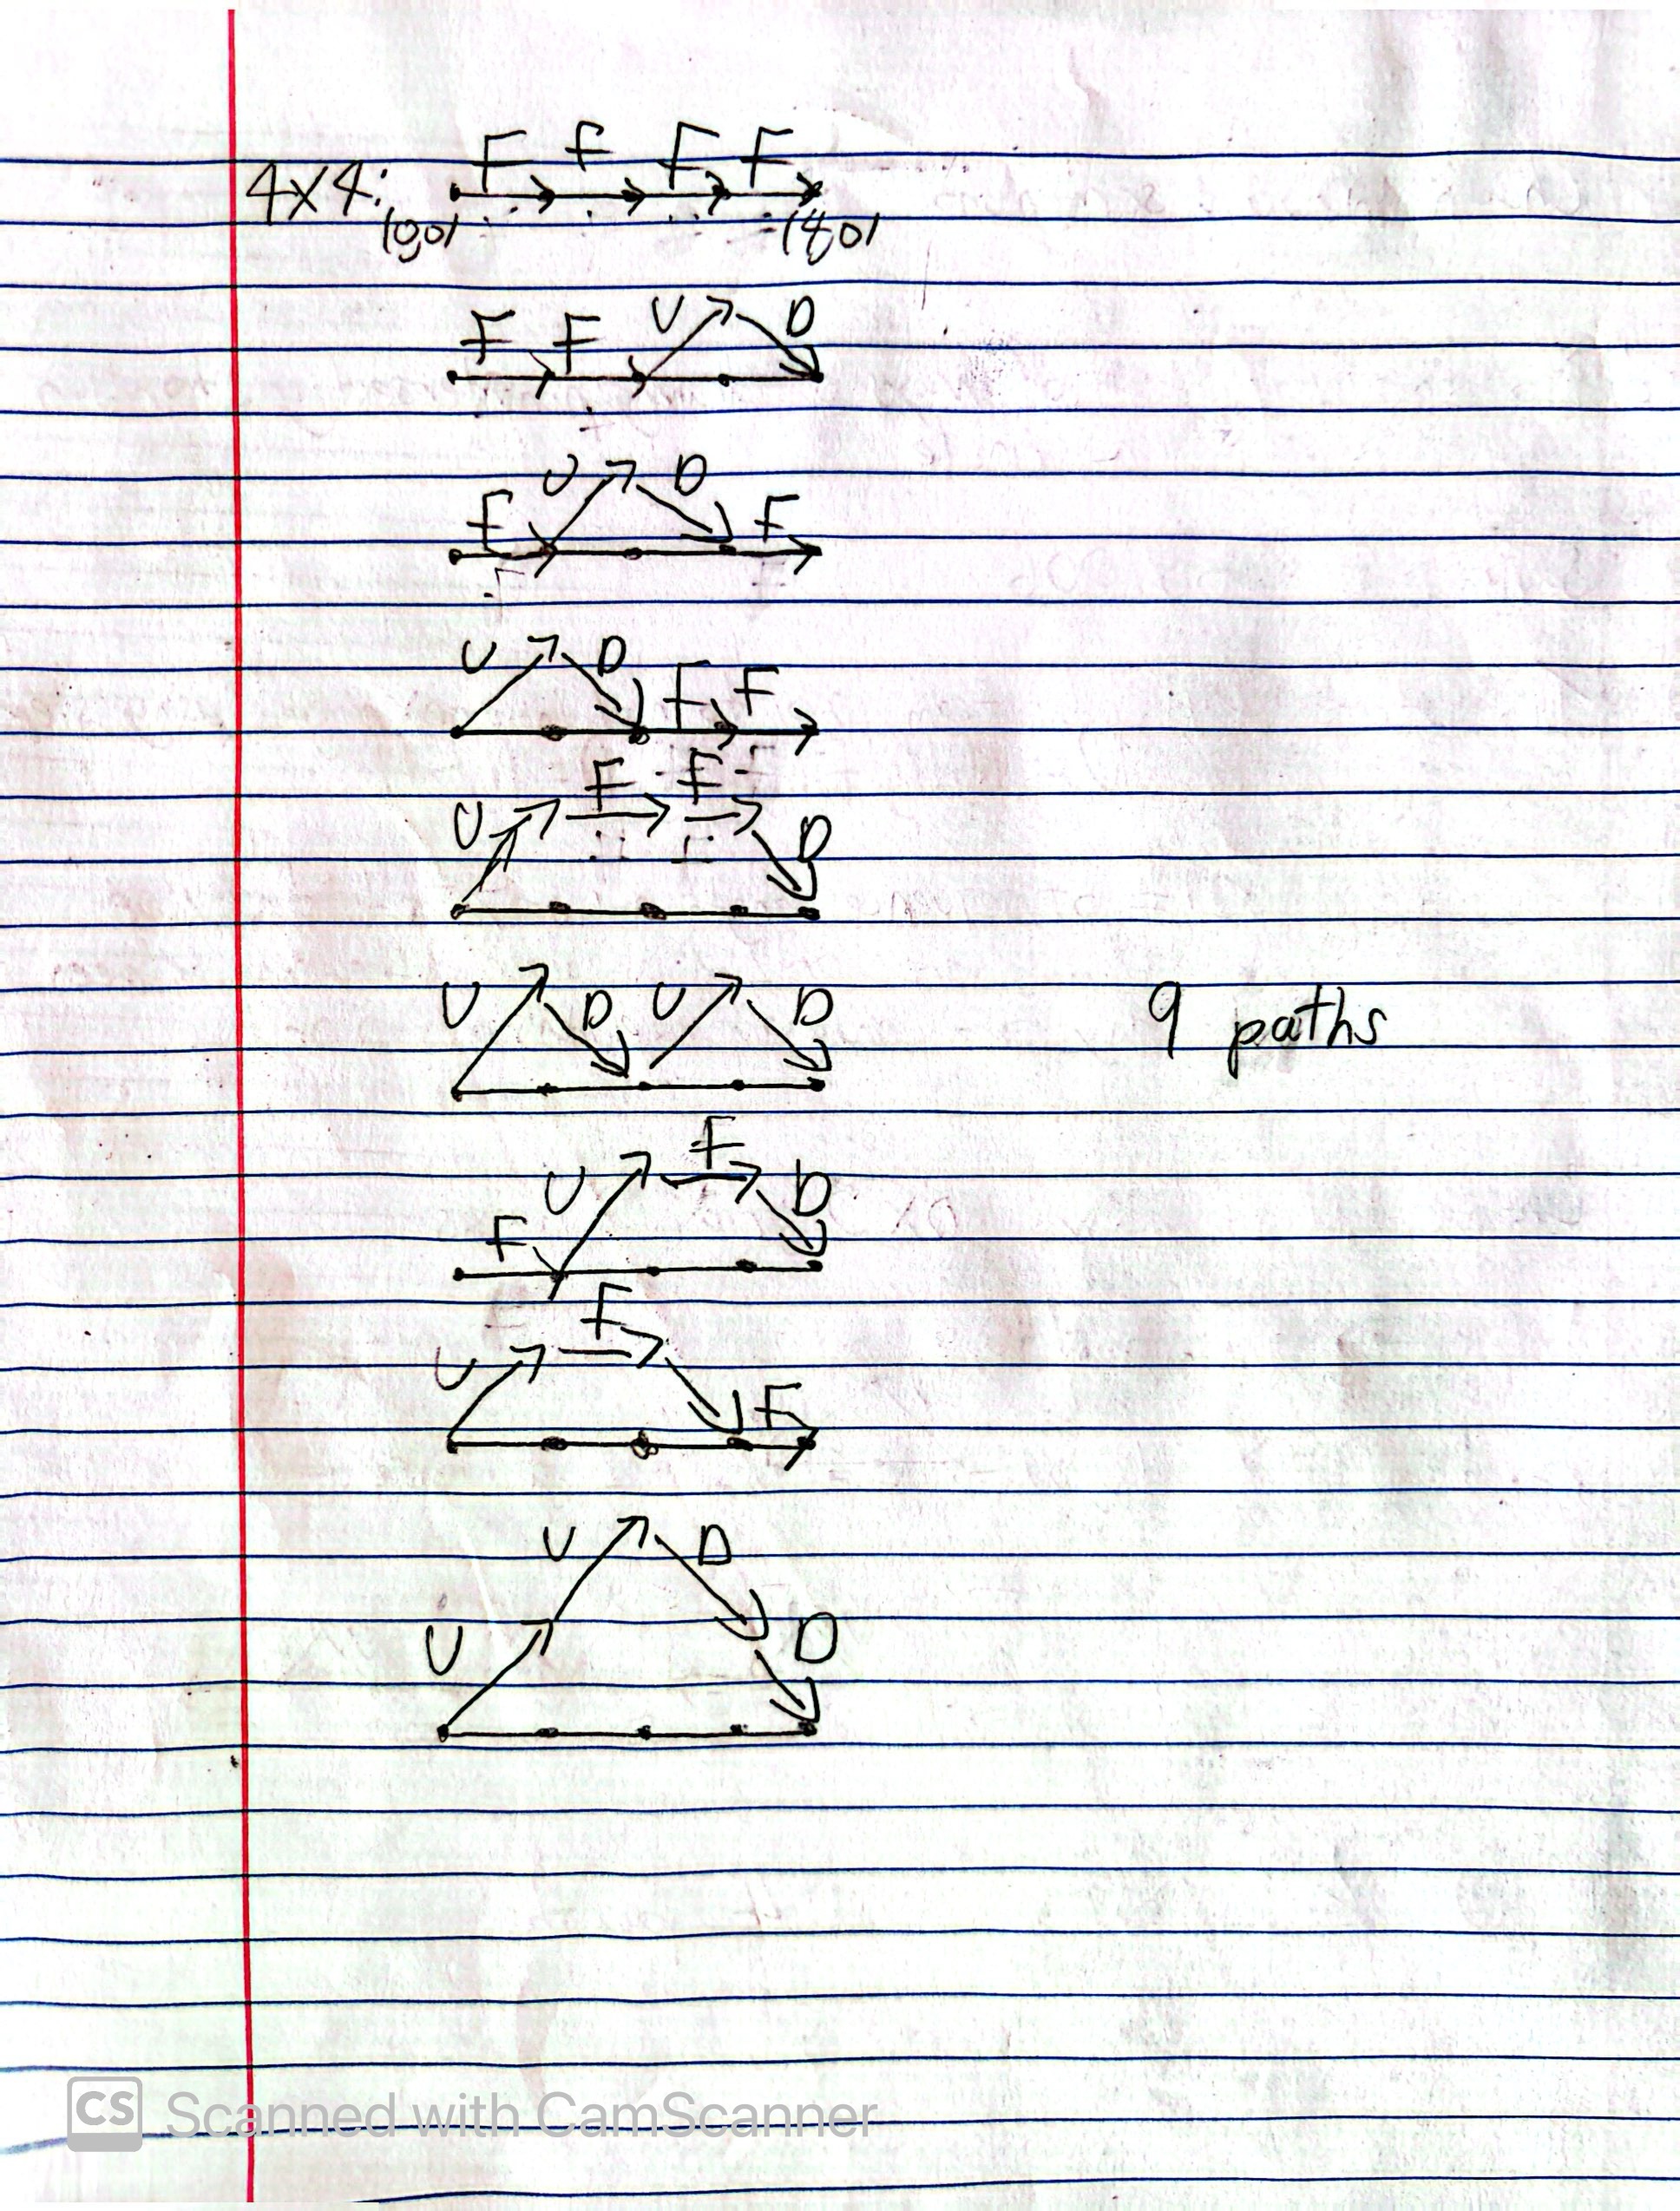 4x4: F F F F
(0,0) (4,0)
F F U D
F U D F
U D F F
U F F D
U D U D
9 paths
F U F D
U F F
U D
U D
CS Scanned with CamScanner